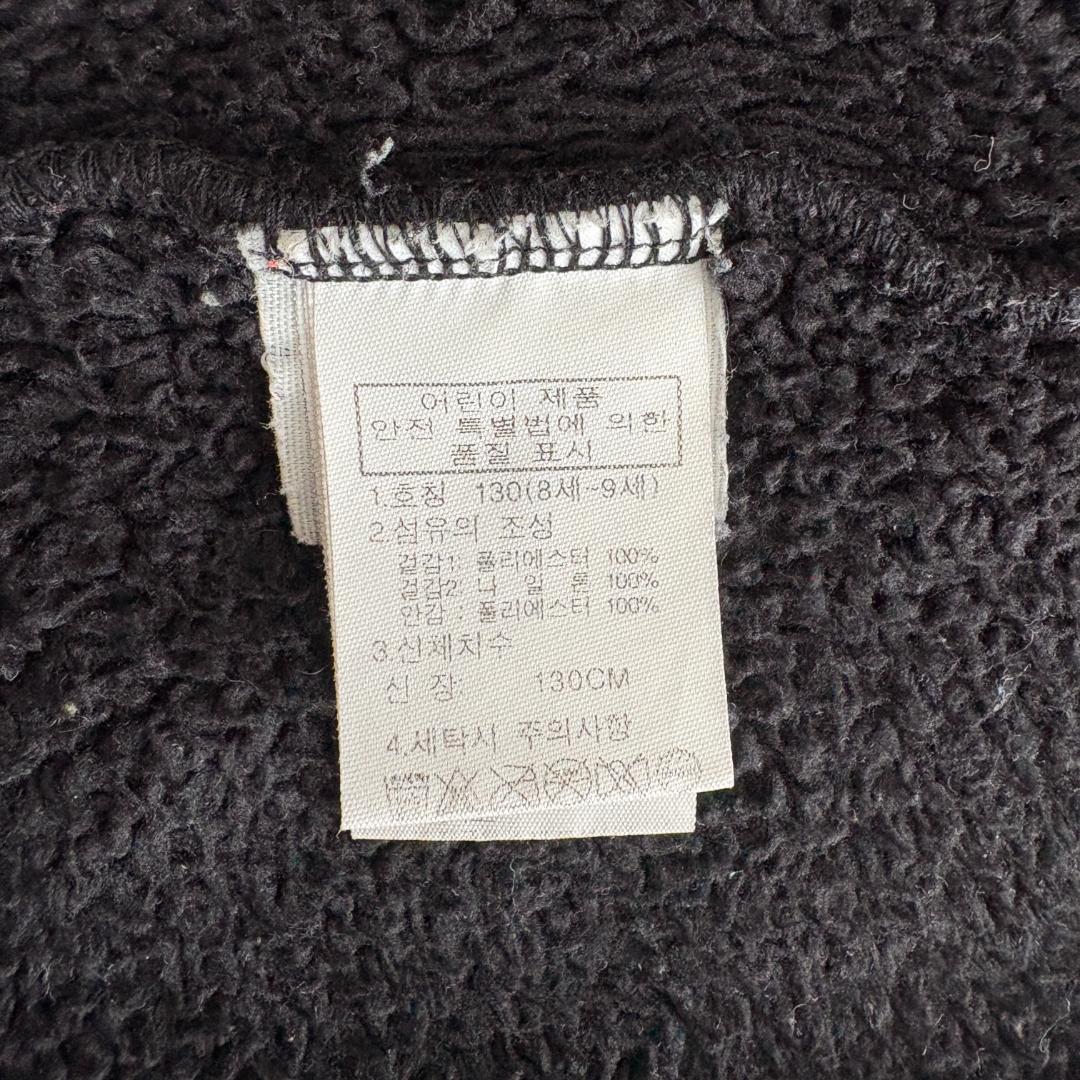 어린이 제품
안전 특별법에 의한
품질 표시
1.호칭 130(8세~9세)
2.섬유의 조성
겉감1: 폴리에스터 100%
겉감2: 나 일 론 100%
안감 : 폴리에스터 100%
3.신체치수
신 장 130CM
4.세탁시 주의사항